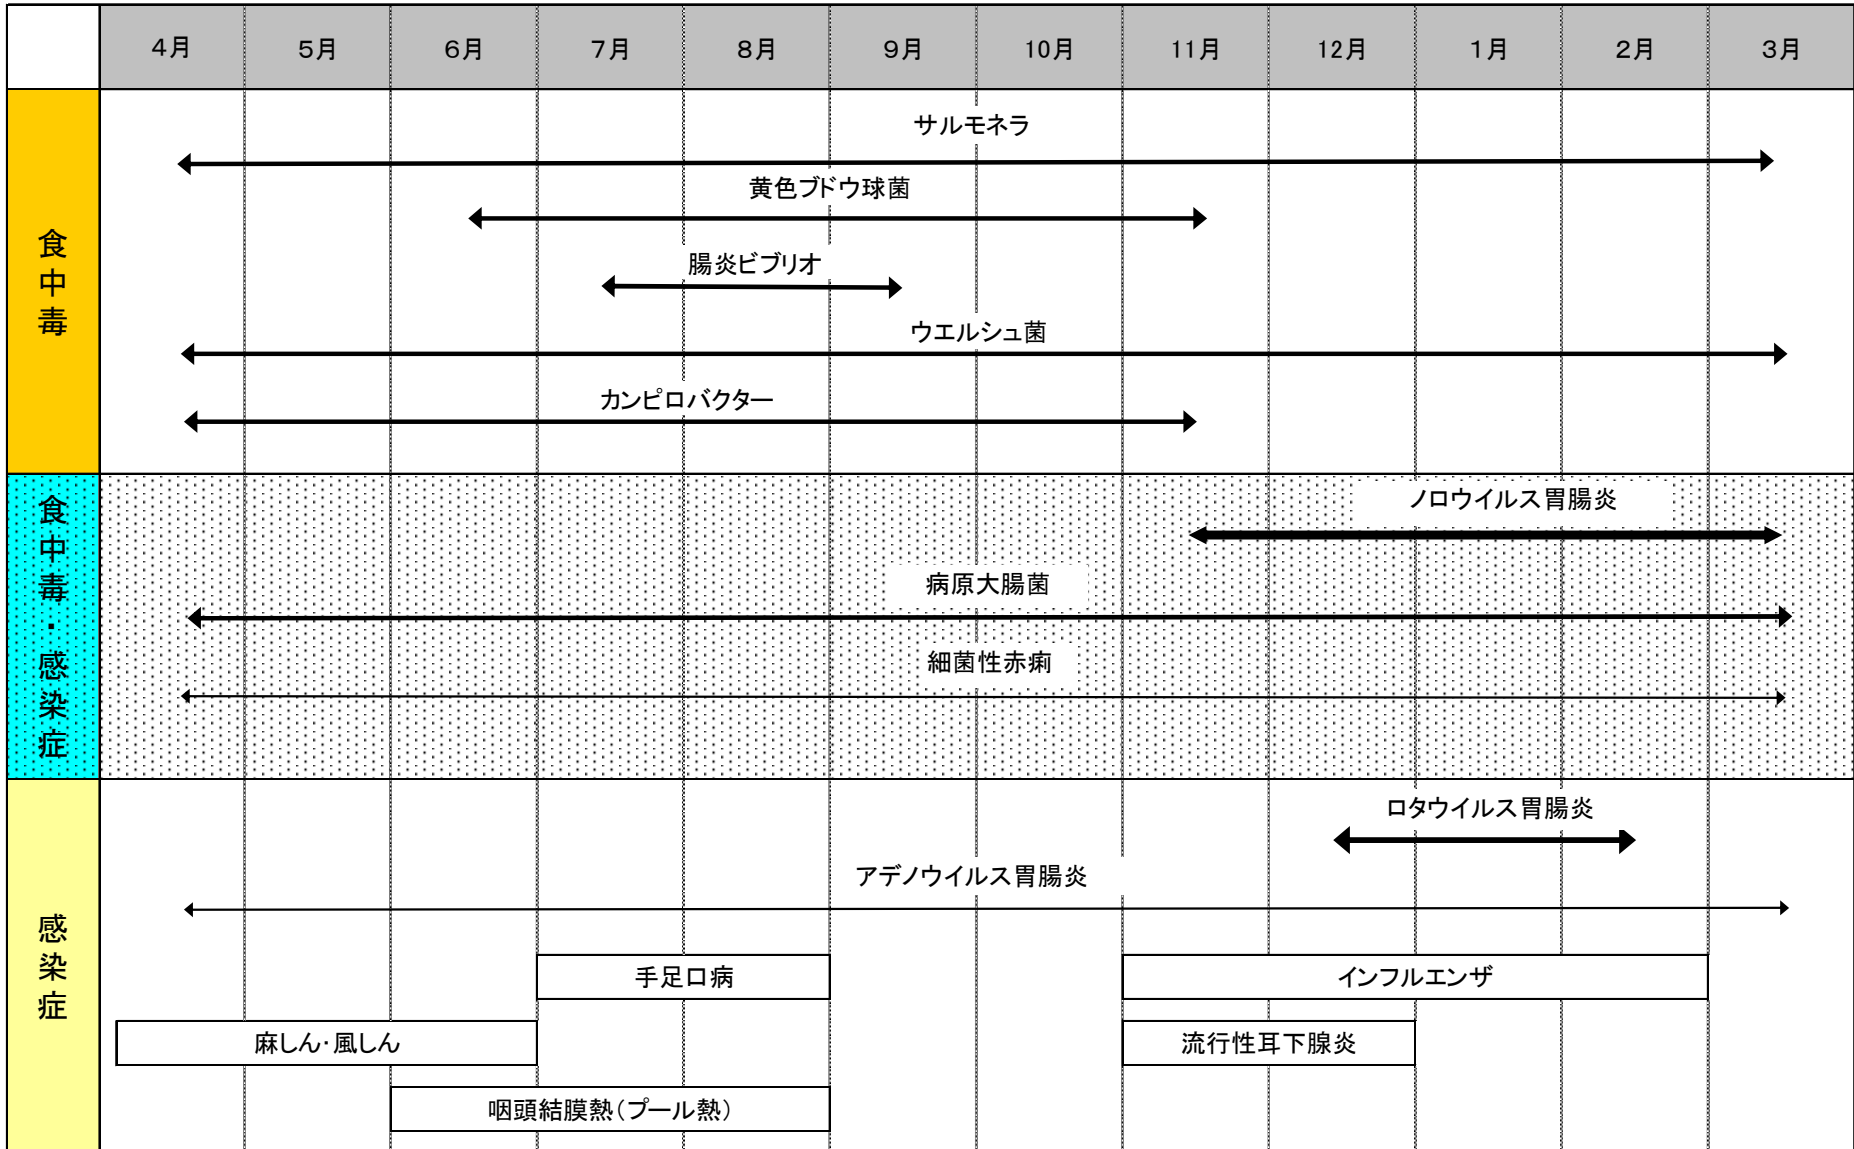 4月 5月 6月 7月 8月 9月 10月 11月 12月 1月 2月 3月
食中毒
サルモネラ
黄色ブドウ球菌
腸炎ビブリオ
ウエルシュ菌
カンピロバクター
食中毒・感染症
ノロウイルス胃腸炎
病原大腸菌
細菌性赤痢
感染症
ロタウイルス胃腸炎
アデノウイルス胃腸炎
手足口病 インフルエンザ
麻しん・風しん 流行性耳下腺炎
咽頭結膜熱(プール熱)